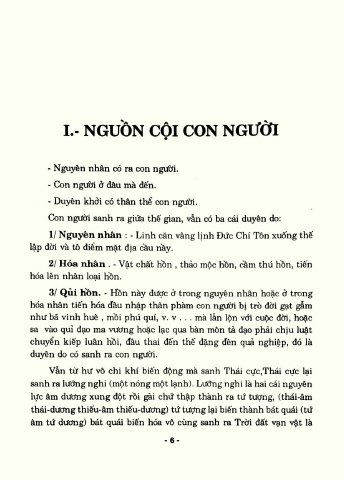 I.- NGUỒN CỘI CON NGƯỜI
- Nguyên nhân có ra con người.
- Con người ở đâu mà đến.
- Duyên khởi có thân thể con người.
Con người sanh ra giữa thế gian, vẫn có ba cái duyên do:
1/ Nguyên nhân : - Linh căn vâng lịnh Đức Chí Tôn xuống thế
lập đời và tô điểm mặt địa cầu nầy.
2/ Hóa nhân . - Vật chất hồn , thảo mộc hồn, cầm thú hồn, tiến
hóa lên nhân loại hồn.
3/ Qủi hồn. - Hồn này được ở trong nguyên nhân hoặc ở trong
hóa nhân tiến hóa đầu nhập thân phàm con người bị trò đời gạt gẫm
như bã vinh huê , mồi phú quí, v. v . . . mà lăn lộn với cuộc đời, hoặc
sa vào quỉ đạo ma vương hoặc lạc qua bàn môn tả đạo phải chịu luật
chuyển kiếp luân hồi, đầu thai đến thế đặng đền quả nghiệp, đó là
duyên do có sanh ra con người.
Vẫn từ hư vô chi khí biến động mà sanh Thái cực,Thái cực lại
sanh ra lưỡng nghi (một nóng một lạnh). Lưỡng nghi là hai cái nguyên
lực âm dương xung đột rồi gài chữ thập thành ra tứ tượng, (thái-âm
thái-dương thiếu-âm thiếu-dương) tứ tượng lại biến thành bát quái (tứ
âm tứ dương) bát quái biến hóa vô cùng sanh ra Trời đất vạn vật là
- 6 -